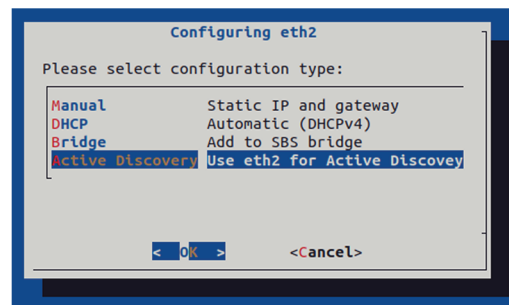 Configuring eth2
Please select configuration type:
Manual Static IP and gateway
DHCP Automatic (DHCPv4)
Bridge Add to SBS bridge
Active Discovery Use eth2 for Active Discovey
< OK > <Cancel>